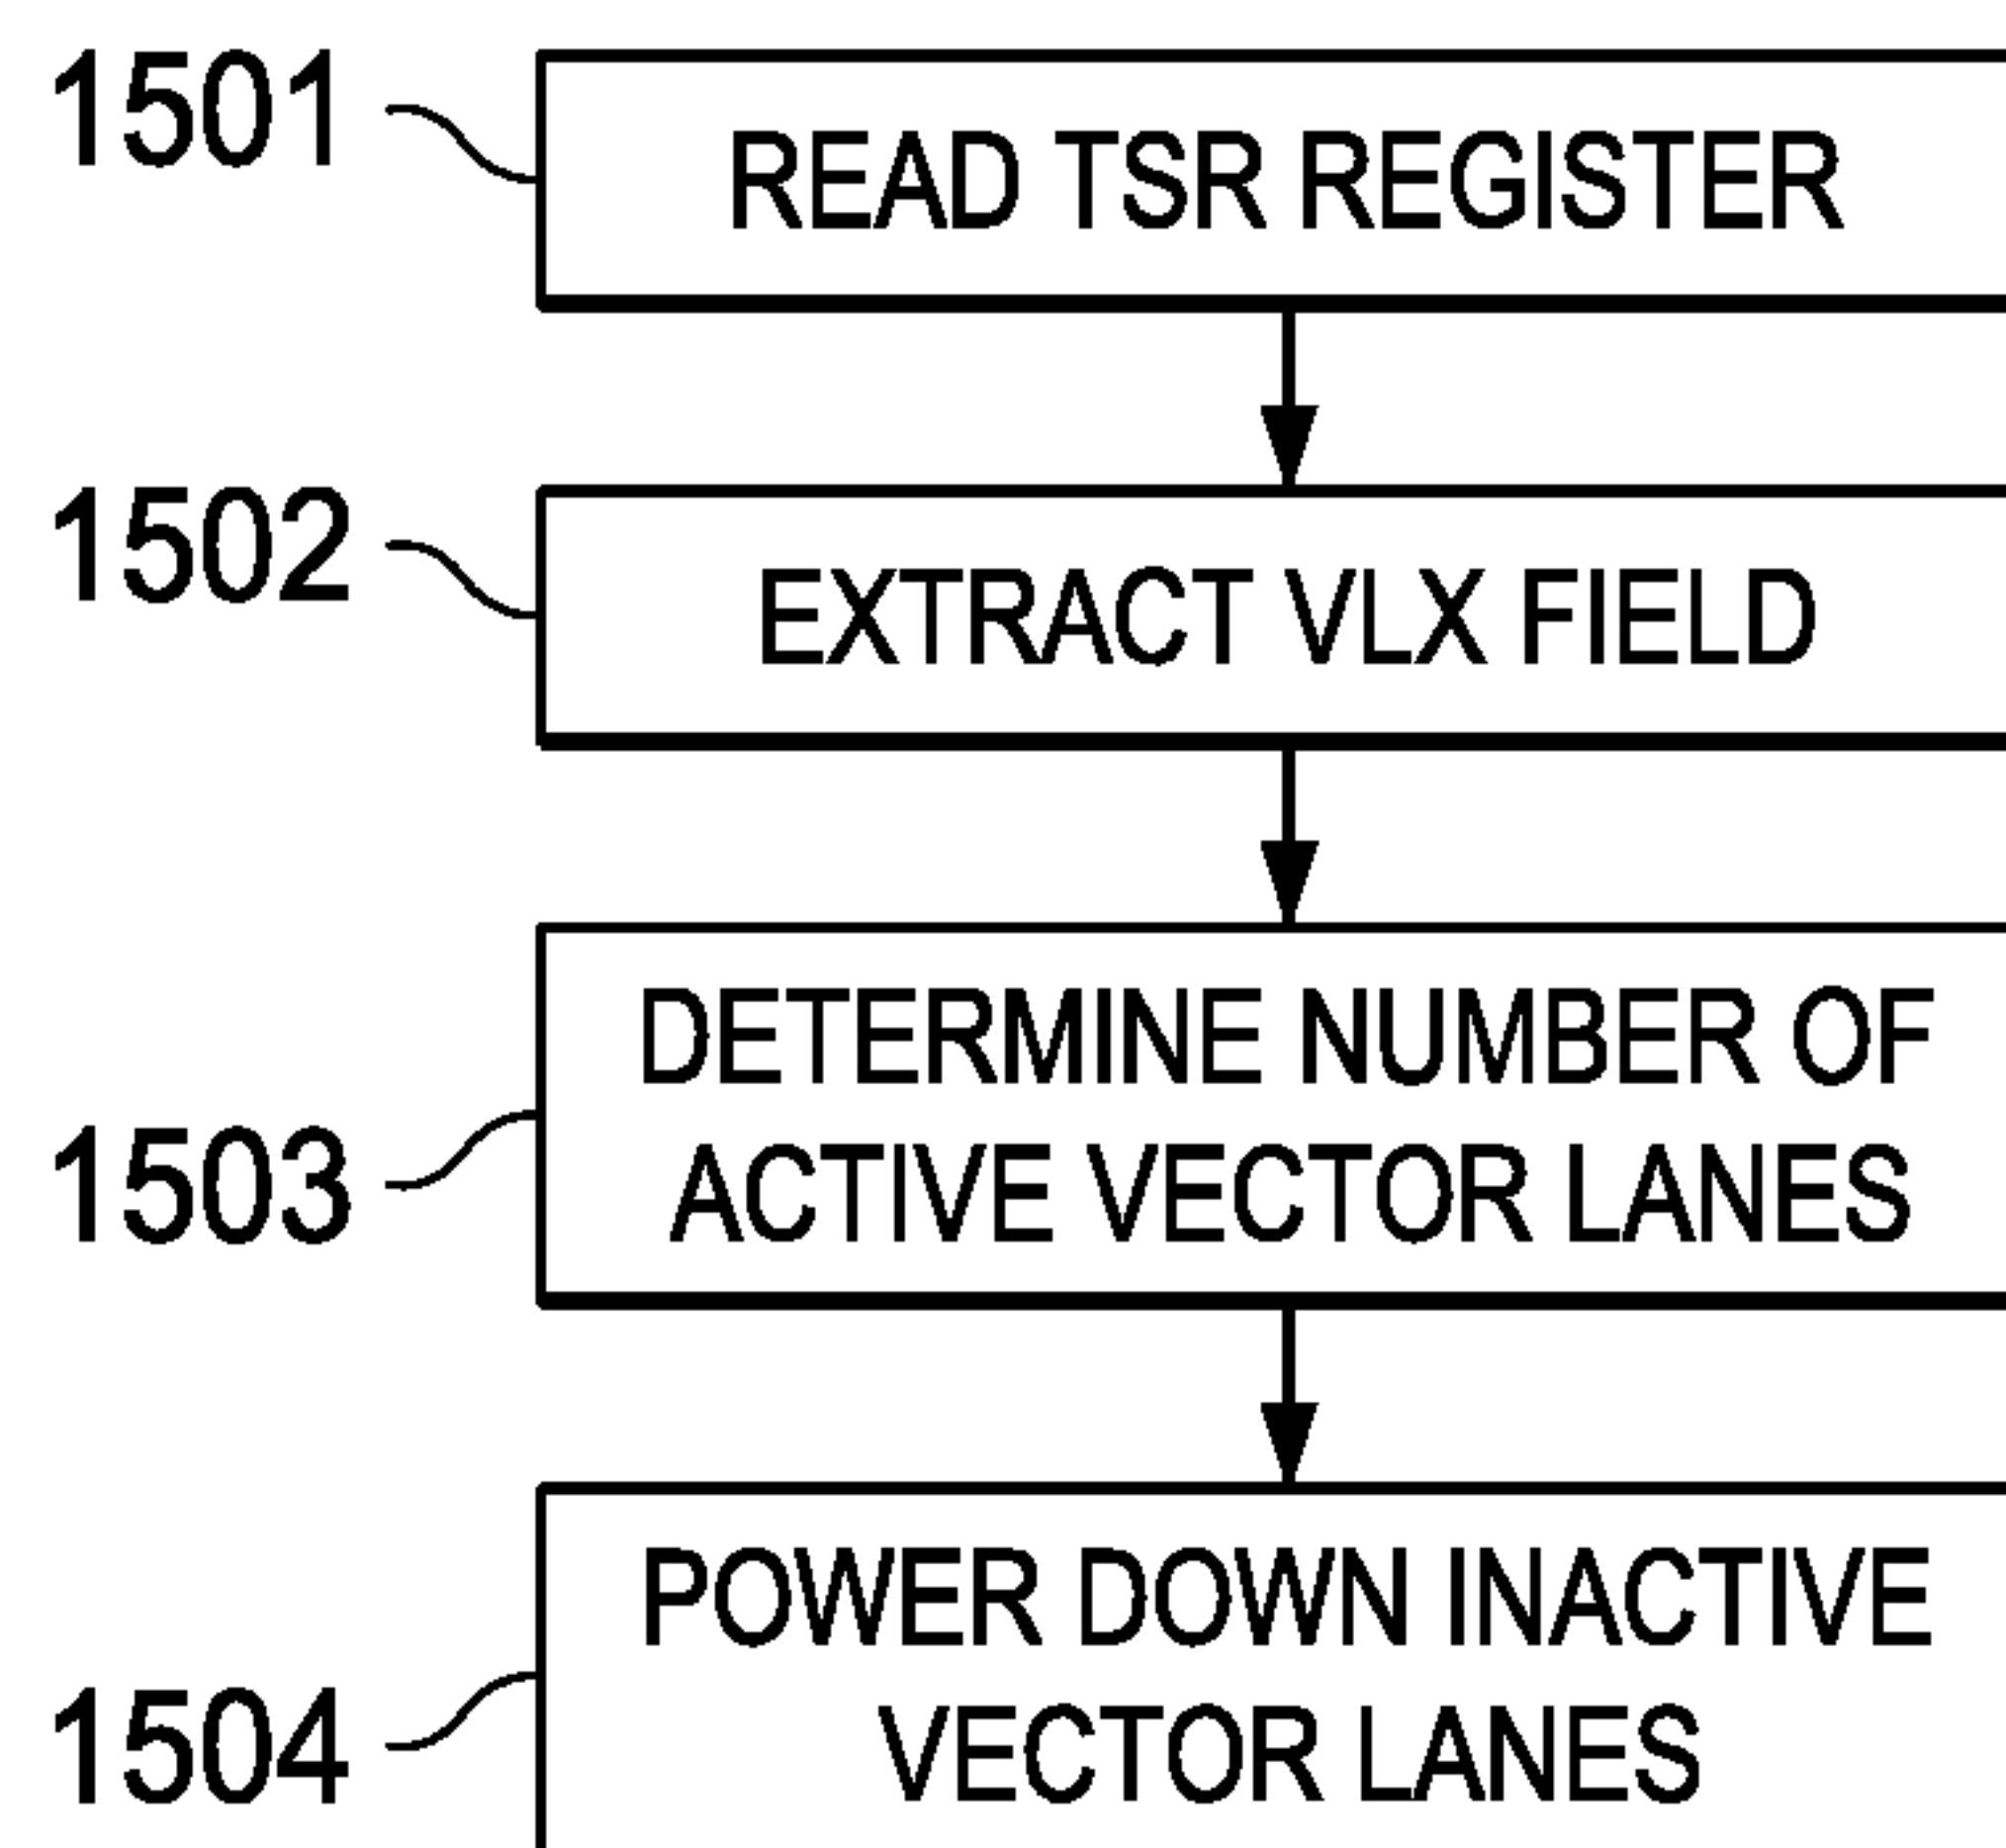 1501
READ TSR REGISTER
1502
EXTRACT VLX FIELD
DETERMINE NUMBER OF
1503
ACTIVE VECTOR LANES
POWER DOWN INACTIVE
1504
VECTOR LANES